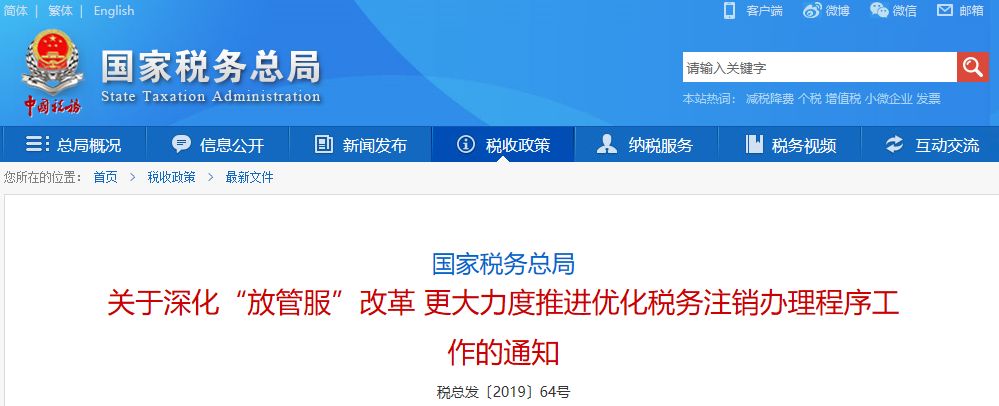 简体 | 繁体 | English
客户端 微博 微信 邮箱
国家税务总局
State Taxation Administration
中国税务
请输入关键字
本站热词： 减税降费 个税 增值税 小微企业 发票
总局概况 信息公开 新闻发布 税收政策 纳税服务 税务视频 互动交流
您所在的位置： 首页 > 税收政策 > 最新文件
国家税务总局
关于深化“放管服”改革 更大力度推进优化税务注销办理程序工
作的通知
税总发〔2019〕64号